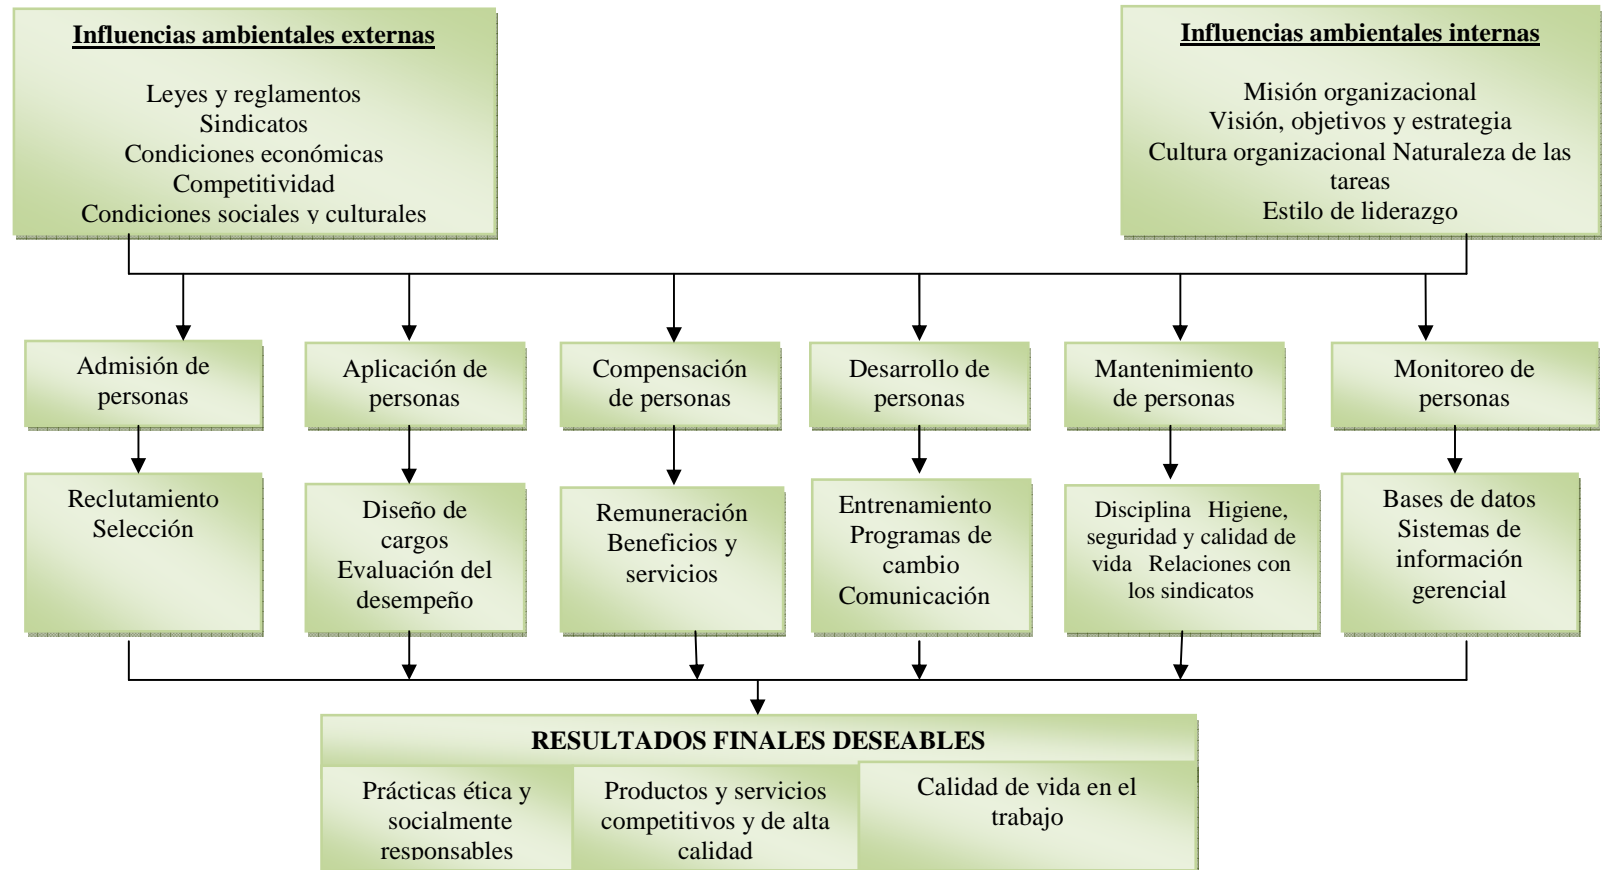 Influencias ambientales externas
Leyes y reglamentos
Sindicatos
Condiciones económicas
Competitividad
Condiciones sociales y culturales
Influencias ambientales internas
Misión organizacional
Visión, objetivos y estrategia
Cultura organizacional Naturaleza de las
tareas
Estilo de liderazgo
Admisión de
personas
Aplicación de
personas
Compensación
de personas
Desarrollo de
personas
Mantenimiento
de personas
Monitoreo de
personas
Reclutamiento
Selección
Diseño de
cargos
Evaluación del
desempeño
Remuneración
Beneficios y
servicios
Entrenamiento
Programas de
cambio
Comunicación
Disciplina Higiene,
seguridad y calidad de
vida Relaciones con
los sindicatos
Bases de datos
Sistemas de
información
gerencial
RESULTADOS FINALES DESEABLES
Prácticas ética y
socialmente
responsables
Productos y servicios
competitivos y de alta
calidad
Calidad de vida en el
trabajo